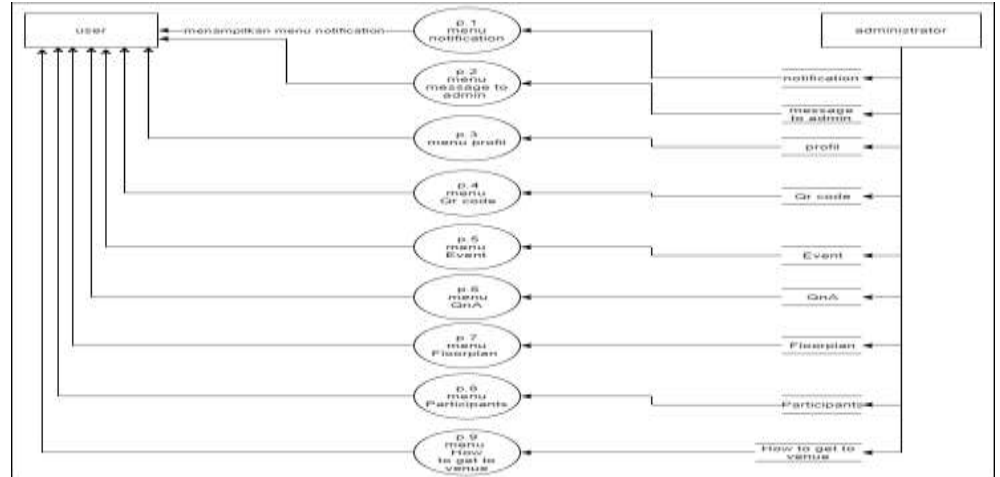 user
menampilkan menu notification
p.1
menu
notification
administrator
notification
p.2
menu
message to
admin
message
to admin
p.3
menu profil
profil
p.4
menu
Qr code
Qr code
p.5
menu
Event
Event
p.6
menu
QnA
QnA
p.7
menu
Floorplan
Floorplan
p.8
menu
Participants
Participants
p.9
menu
How
to get to
venue
How to get to
venue